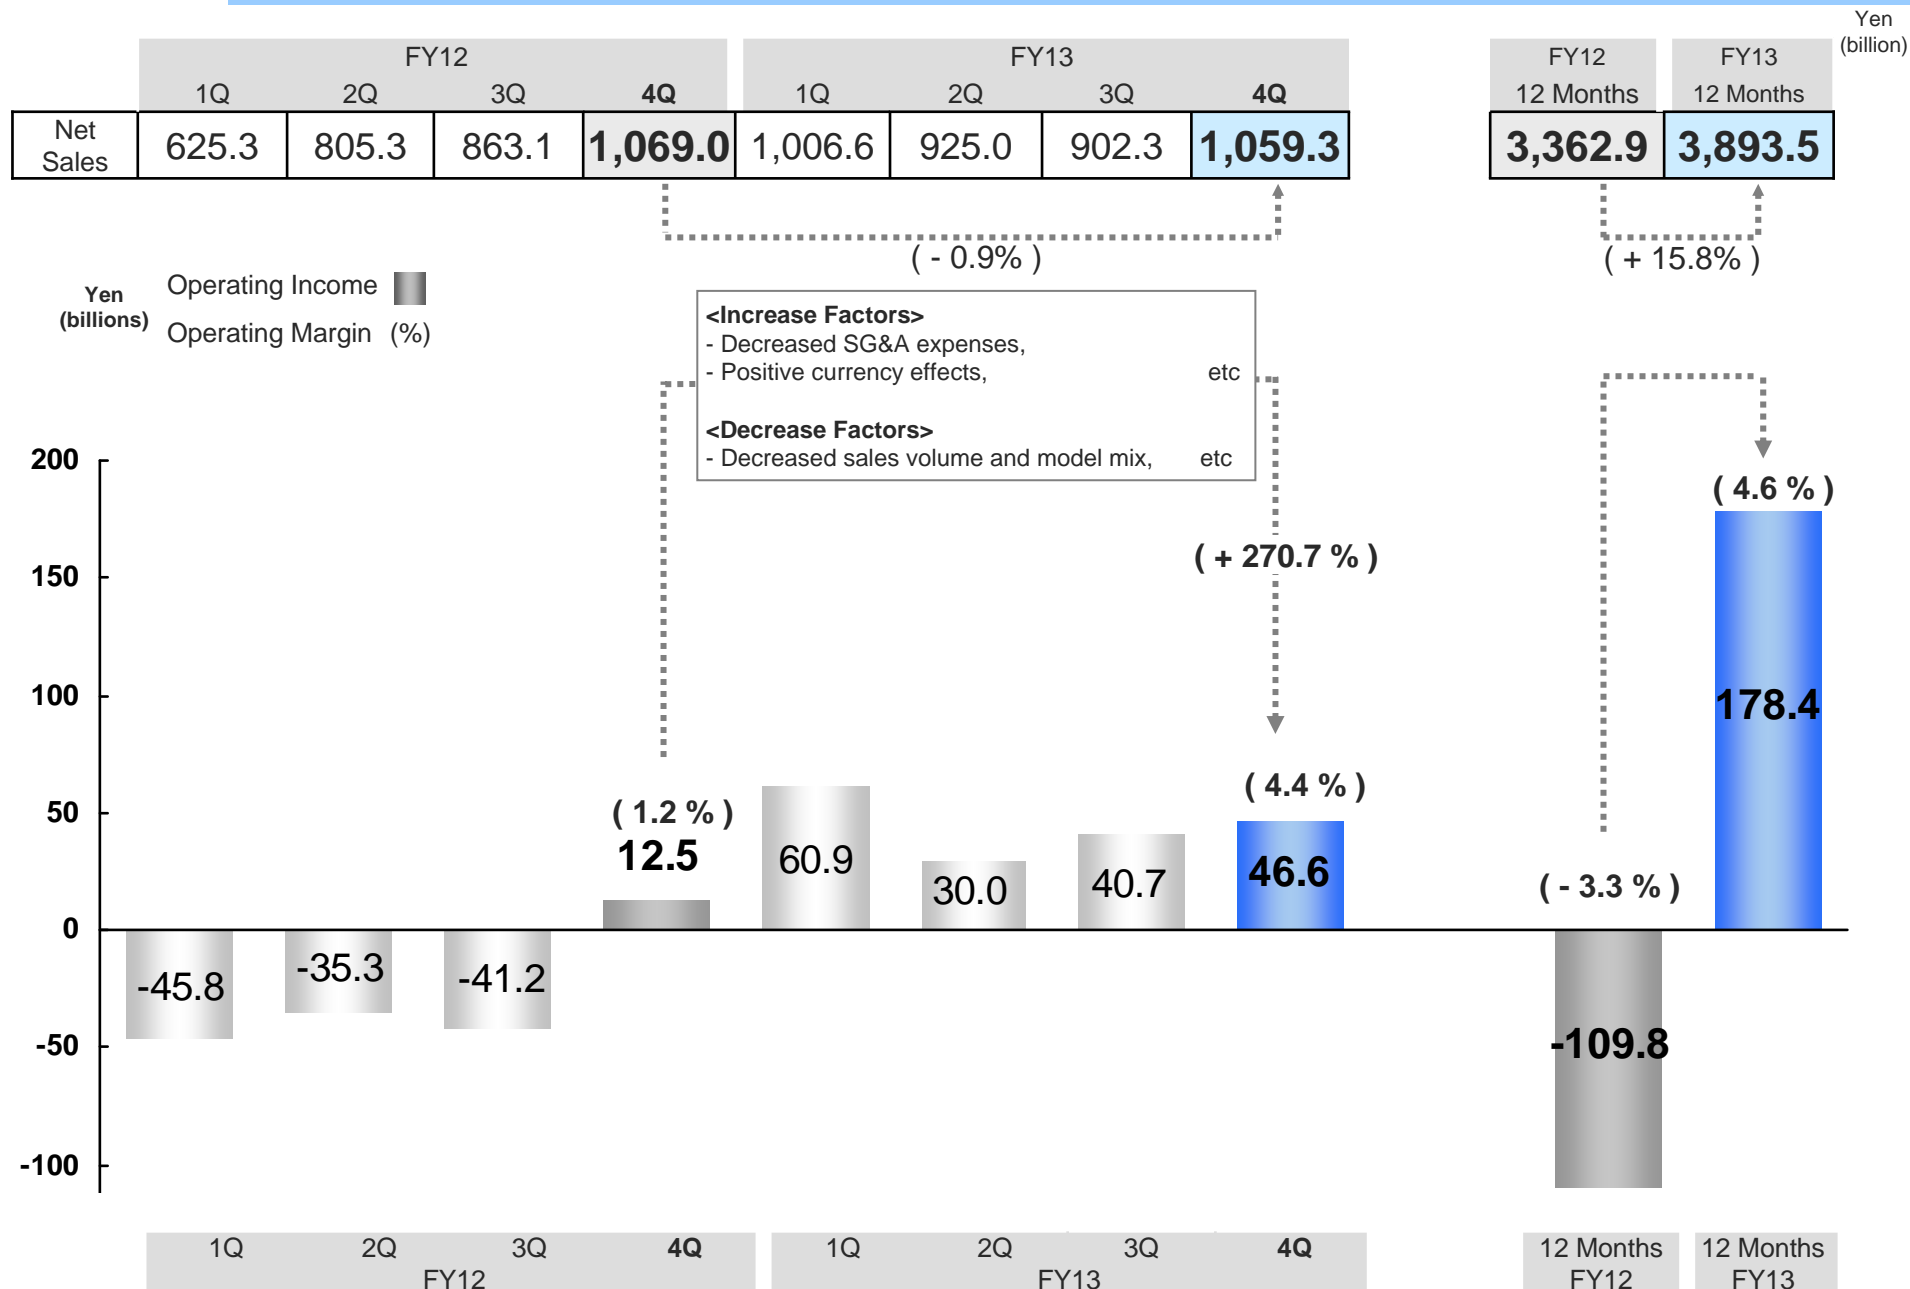 Yen
(billion)
FY12 FY13 FY12 FY13
1Q 2Q 3Q 4Q 1Q 2Q 3Q 4Q 12 Months 12 Months
Net
Sales
625.3 805.3 863.1 1,069.0 1,006.6 925.0 902.3 1,059.3 3,362.9 3,893.5
( - 0.9% ) ( + 15.8% )
Yen
(billions)
Operating Income
Operating Margin (%)
<Increase Factors>
- Decreased SG&A expenses,
- Positive currency effects, etc
<Decrease Factors>
- Decreased sales volume and model mix, etc
200
150
100
50
0
-50
-100
( 4.6 % )
( + 270.7 % )
178.4
( 4.4 % )
( 1.2 % )
12.5
60.9
30.0
40.7
46.6
( - 3.3 % )
-45.8
-35.3
-41.2
-109.8
1Q 2Q 3Q 4Q 1Q 2Q 3Q 4Q 12 Months 12 Months
FY12 FY13 FY12 FY13